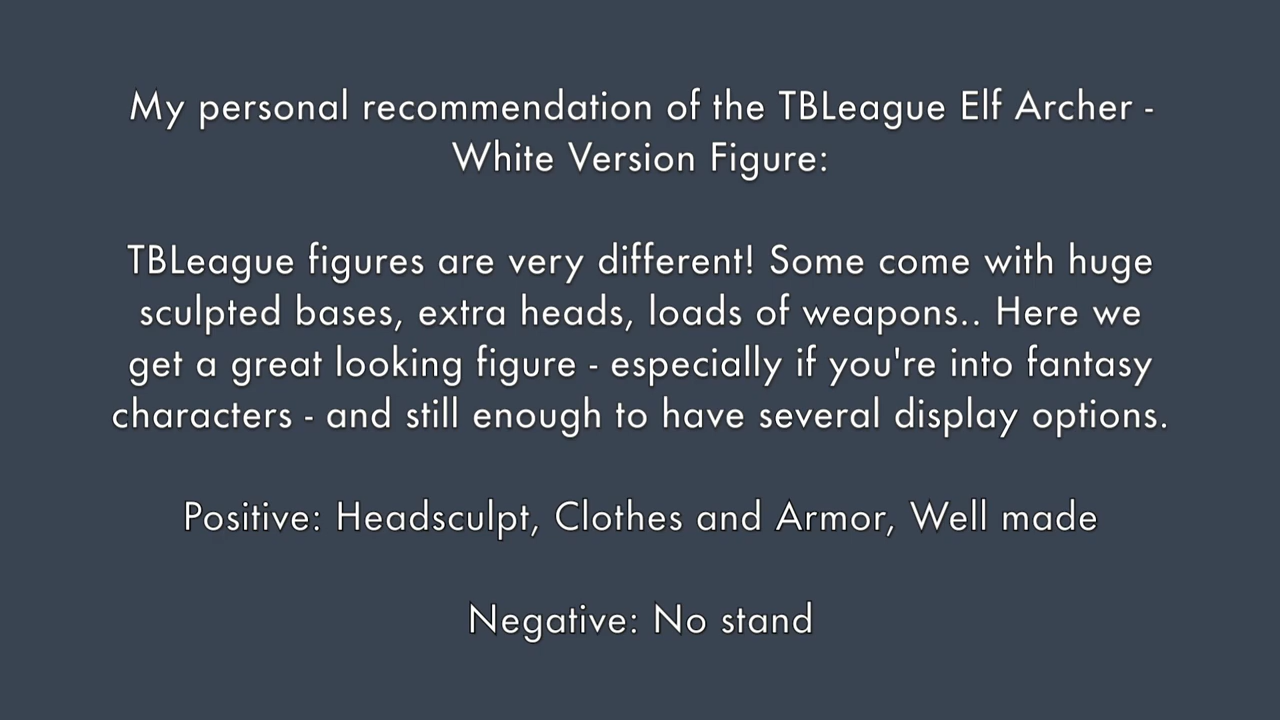 My personal recommendation of the TBLeague Elf Archer -
White Version Figure:
TBLeague figures are very different! Some come with huge
sculpted bases, extra heads, loads of weapons.. Here we
get a great looking figure - especially if you're into fantasy
characters - and still enough to have several display options.
Positive: Headsculpt, Clothes and Armor, Well made
Negative: No stand